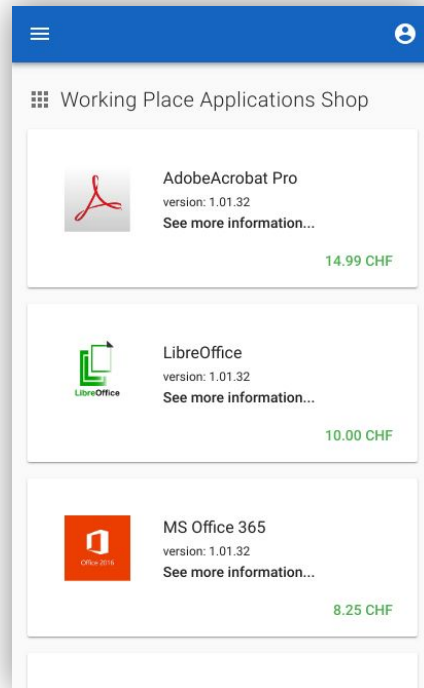 Working Place Applications Shop
AdobeAcrobat Pro
version: 1.01.32
See more information...
14.99 CHF
LibreOffice
LibreOffice
version: 1.01.32
See more information...
10.00 CHF
MS Office 365
Office 2016
version: 1.01.32
See more information...
8.25 CHF